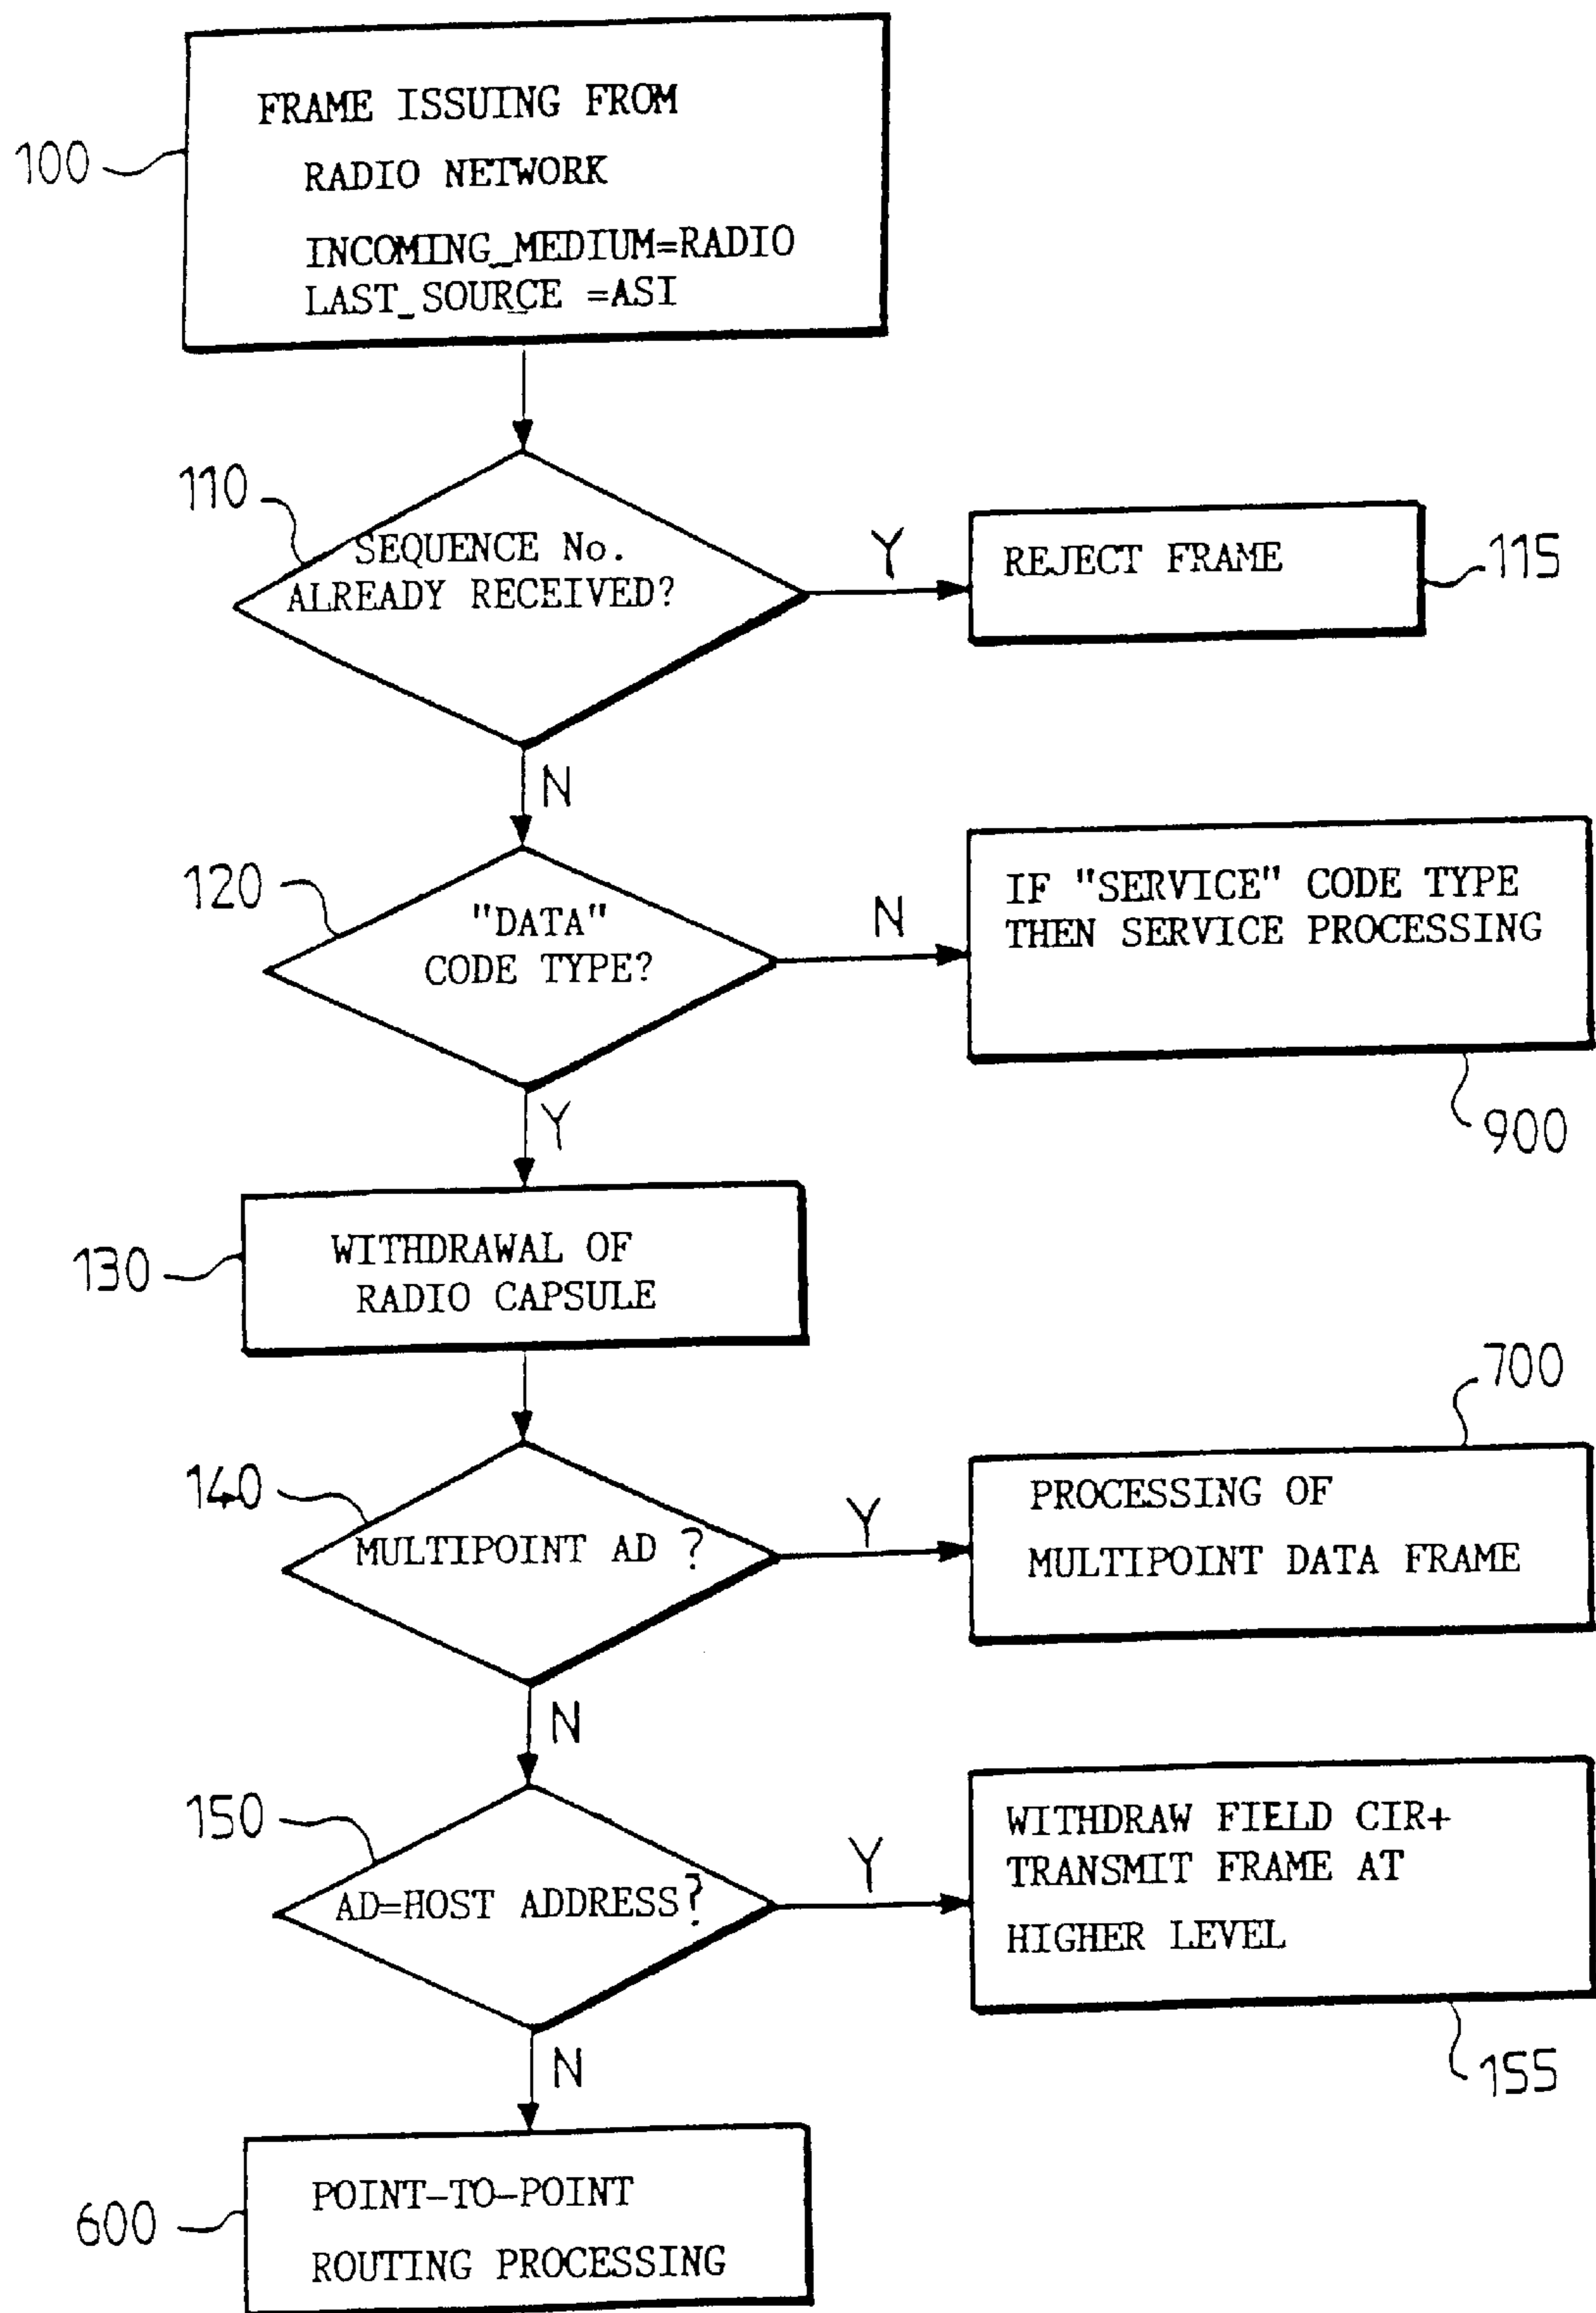 FRAME ISSUING FROM
RADIO NETWORK
100
INCOMING_MEDIUM=RADIO
LAST_SOURCE =ASI
110
SEQUENCE No.
ALREADY RECEIVED?
Y
REJECT FRAME
115
N
120
"DATA"
CODE TYPE?
N
IF "SERVICE" CODE TYPE
THEN SERVICE PROCESSING
900
Y
130
WITHDRAWAL OF
RADIO CAPSULE
700
140
MULTIPOINT AD ?
Y
PROCESSING OF
MULTIPOINT DATA FRAME
N
150
AD=HOST ADDRESS?
Y
WITHDRAW FIELD CIR+
TRANSMIT FRAME AT
HIGHER LEVEL
155
N
600
POINT-TO-POINT
ROUTING PROCESSING